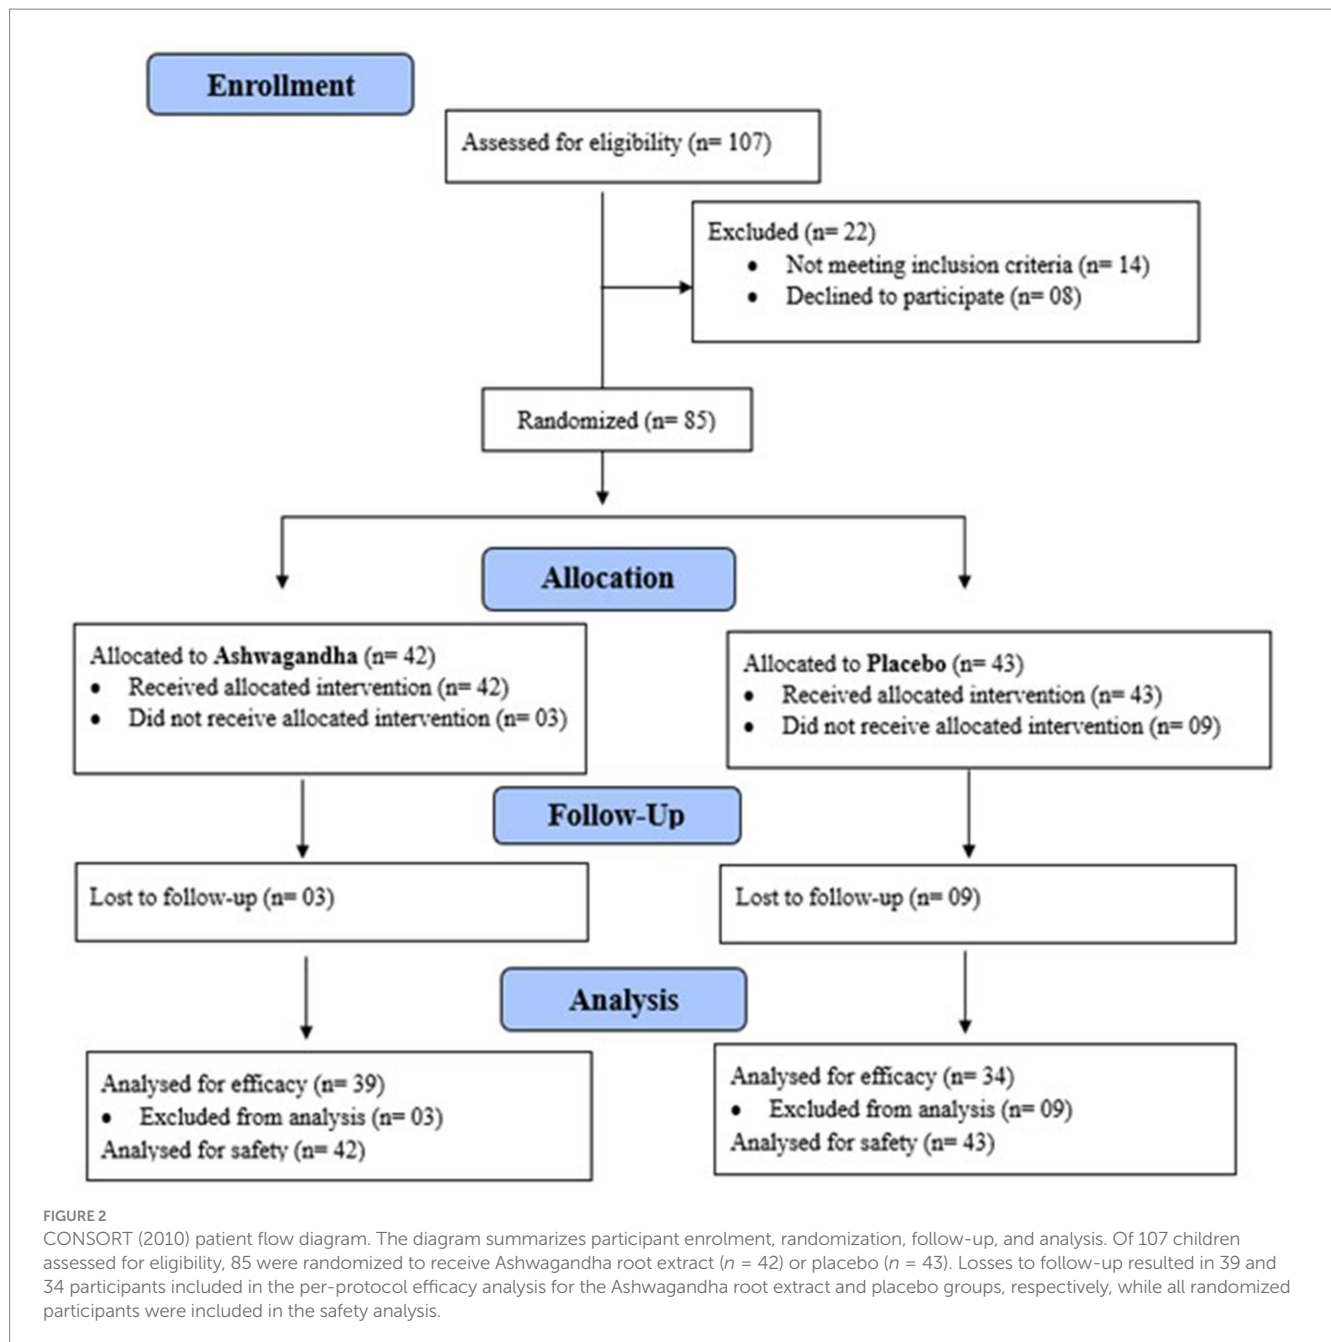 Enrollment
Assessed for eligibility (n= 107)
Excluded (n= 22)
• Not meeting inclusion criteria (n= 14)
• Declined to participate (n= 08)
Randomized (n= 85)
Allocation
Allocated to Ashwagandha (n= 42)
• Received allocated intervention (n= 42)
• Did not receive allocated intervention (n= 03)
Allocated to Placebo (n= 43)
• Received allocated intervention (n= 43)
• Did not receive allocated intervention (n= 09)
Follow-Up
Lost to follow-up (n= 03)
Lost to follow-up (n= 09)
Analysis
Analysed for efficacy (n= 39)
• Excluded from analysis (n= 03)
Analysed for safety (n= 42)
Analysed for efficacy (n= 34)
• Excluded from analysis (n= 09)
Analysed for safety (n= 43)
FIGURE 2
CONSORT (2010) patient flow diagram. The diagram summarizes participant enrolment, randomization, follow-up, and analysis. Of 107 children
assessed for eligibility, 85 were randomized to receive Ashwagandha root extract (n = 42) or placebo (n = 43). Losses to follow-up resulted in 39 and
34 participants included in the per-protocol efficacy analysis for the Ashwagandha root extract and placebo groups, respectively, while all randomized
participants were included in the safety analysis.